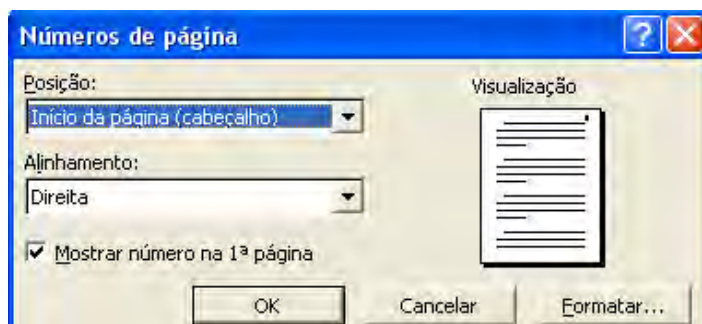 Números de página
Posição:
Visualização
Início da página (cabeçalho)
Alinhamento:
Direita
Mostrar número na 1ª página
OK
Cancelar
Formatar...